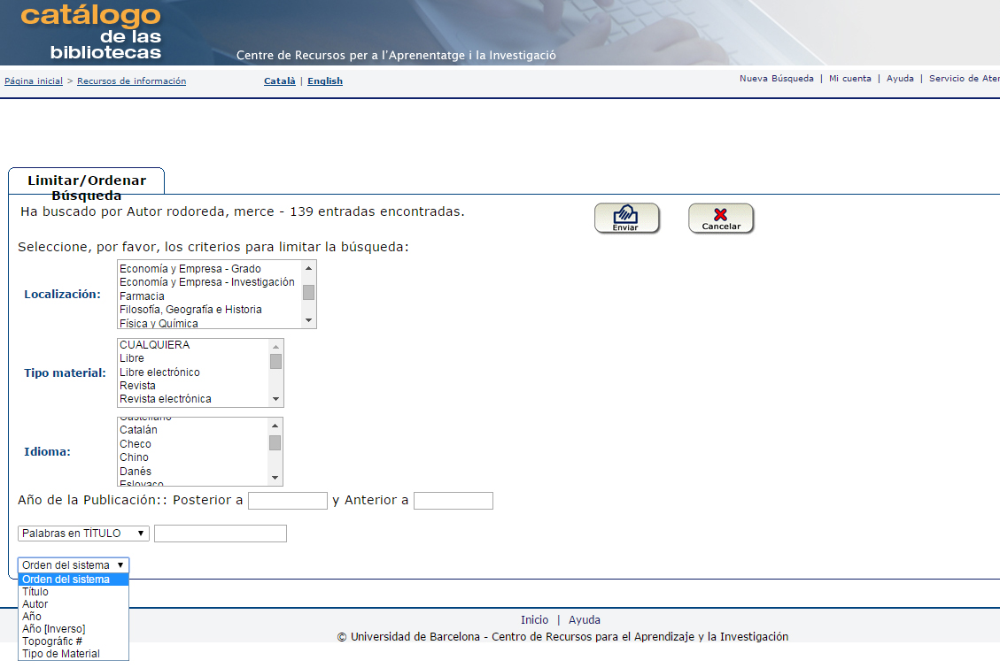 catálogo
de las
bibliotecas
Centre de Recursos per a l'Aprenentatge i la Investigació
Página inicial > Recursos de información
Català | English
Nueva Búsqueda | Mi cuenta | Ayuda | Servicio de
Limitar/Ordenar
Búsqueda
Ha buscado por Autor rodoreda, merce - 139 entradas encontradas.
Enviar
Cancelar
Seleccione, por favor, los criterios para limitar la búsqueda:
Localización:
Economía y Empresa - Grado
Economía y Empresa - Investigación
Farmacia
Filosofía, Geografía e Historia
Física y Química
Tipo material:
CUALQUIERA
Libre
Libre electrónico
Revista
Revista electrónica
Idioma:
Castellano
Catalán
Checo
Chino
Danés
Eslovaco
Año de la Publicación:: Posterior a
y Anterior a
Palabras en TÍTULO ▼
Orden del sistema ▼
Orden del sistema
Título
Autor
Año
Año [Inverso]
Topográfic #
Tipo de Material
Inicio | Ayuda
© Universidad de Barcelona - Centro de Recursos para el Aprendizaje y la Investigación